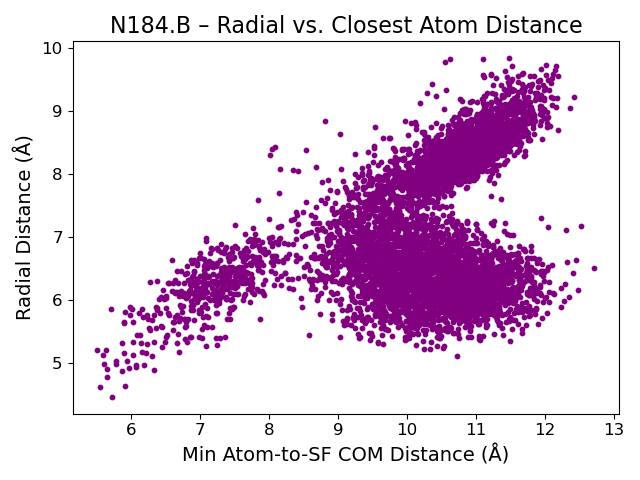 N184.B – Radial vs. Closest Atom Distance
10
9
8
7
6
5
Radial Distance (Å)
6 7 8 9 10 11 12 13
Min Atom-to-SF COM Distance (Å)